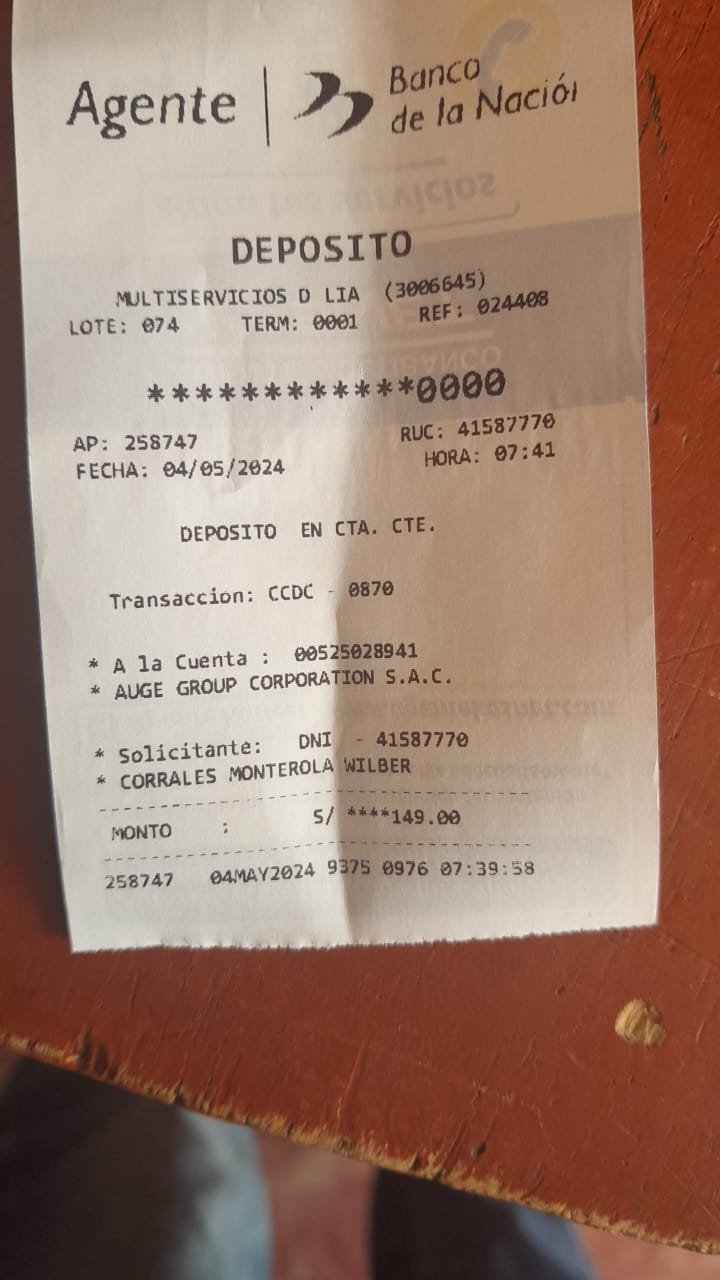 Agente | Banco
de la Nación
DEPOSITO
MULTISERVICIOS D LIA (3006645)
LOTE: 074 TERM: 0001 REF: 024408
************0000
AP: 258747 RUC: 41587770
FECHA: 04/05/2024 HORA: 07:41
DEPOSITO EN CTA. CTE.
Transaccion: CCDC - 0870
* A la Cuenta : 00525028941
* AUGE GROUP CORPORATION S.A.C.
* Solicitante: DNI - 41587770
* CORRALES MONTEROLA WILBER
MONTO : S/ ****149.00
258747 04MAY2024 9375 0976 07:39:58